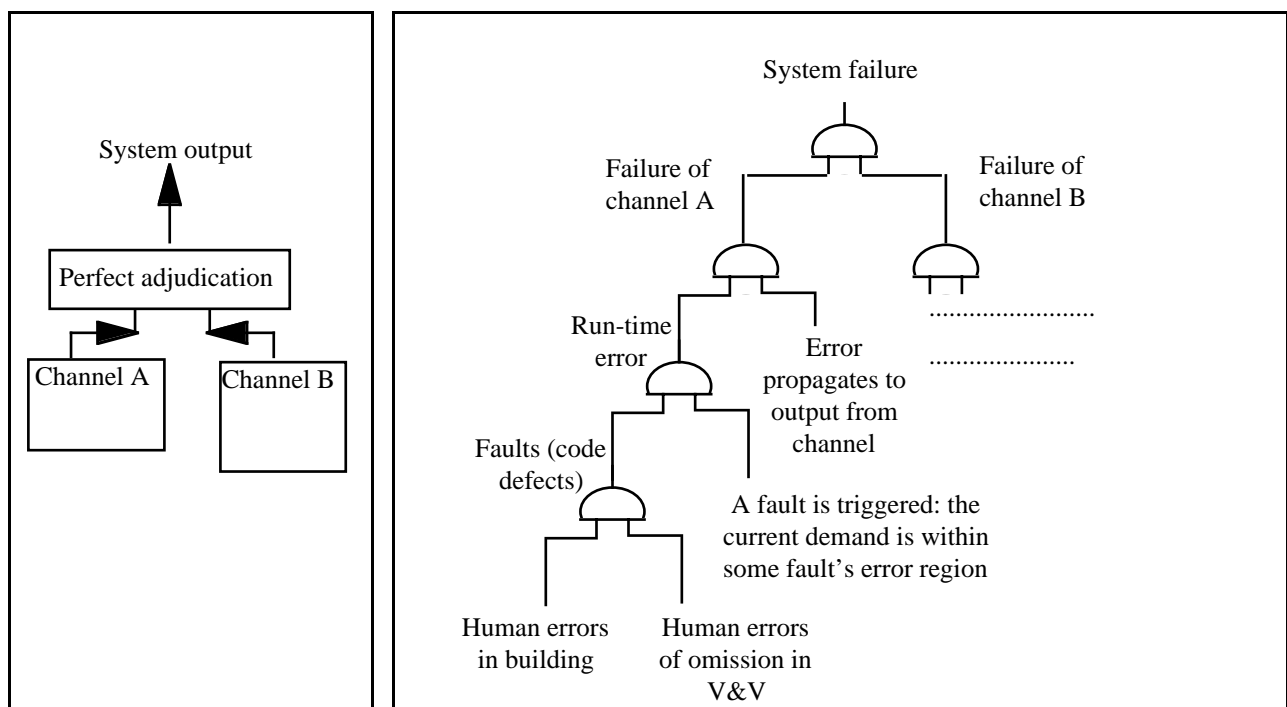 System output
Perfect adjudication
Channel A
Channel B
System failure
Failure of
channel A
Failure of
channel B
Run-time
error
Error
propagates to
output from
channel
..........................
......................
Faults (code
defects)
A fault is triggered: the
current demand is within
some fault's error region
Human errors
in building
Human errors
of omission in
V&V